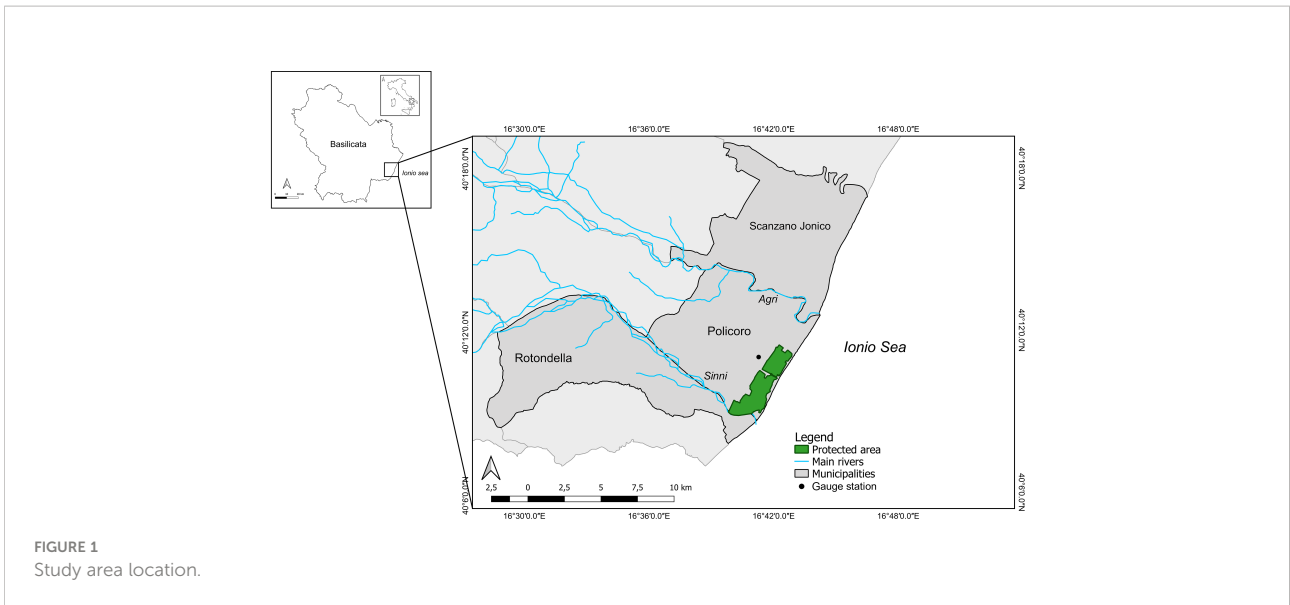 Basilicata
Ionio sea
16°30'0.0"E 16°36'0.0"E 16°42'0.0"E 16°48'0.0"E
40°18'0.0"N
40°18'0.0"N
Scanzano Jonico
Agri
40°12'0.0"N
40°12'0.0"N
Policoro
Rotondella
Ionio Sea
Sinni
Legend
Protected area
Main rivers
Municipalities
Gauge station
2,5 0 2,5 5 7,5 10 km
40°6'0.0"N
40°6'0.0"N
16°30'0.0"E 16°36'0.0"E 16°42'0.0"E 16°48'0.0"E
FIGURE 1
Study area location.